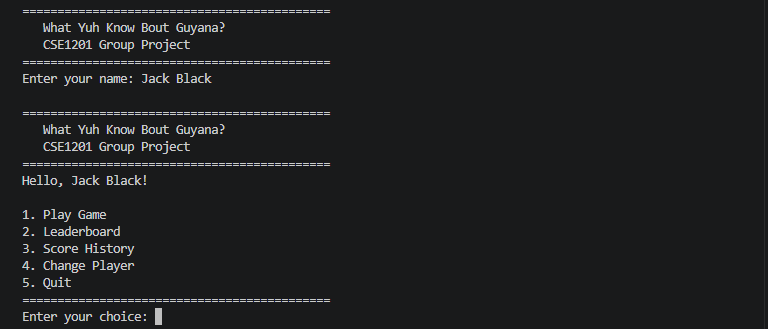 ============================================
What Yuh Know Bout Guyana?
CSE1201 Group Project
============================================
Enter your name: Jack Black
============================================
What Yuh Know Bout Guyana?
CSE1201 Group Project
============================================
Hello, Jack Black!
1. Play Game
2. Leaderboard
3. Score History
4. Change Player
5. Quit
============================================
Enter your choice: